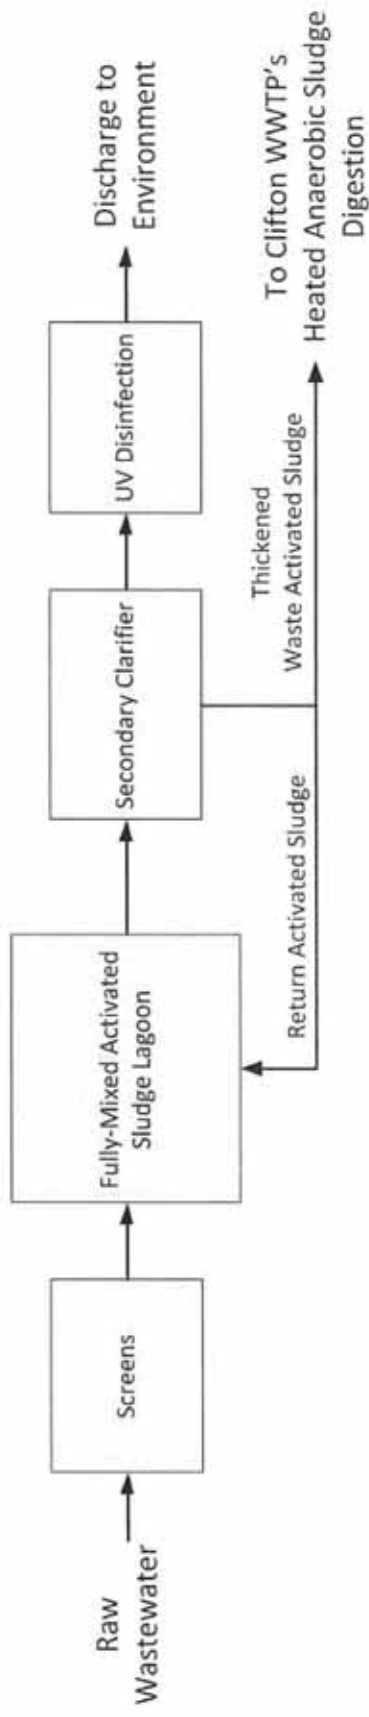 Raw
Wastewater
Screens
Fully-Mixed Activated
Sludge Lagoon
Secondary Clarifier
UV Disinfection
Discharge to
Environment
Return Activated Sludge
Thickened
Waste Activated Sludge
To Clifton WWTP's
Heated Anaerobic Sludge
Digestion